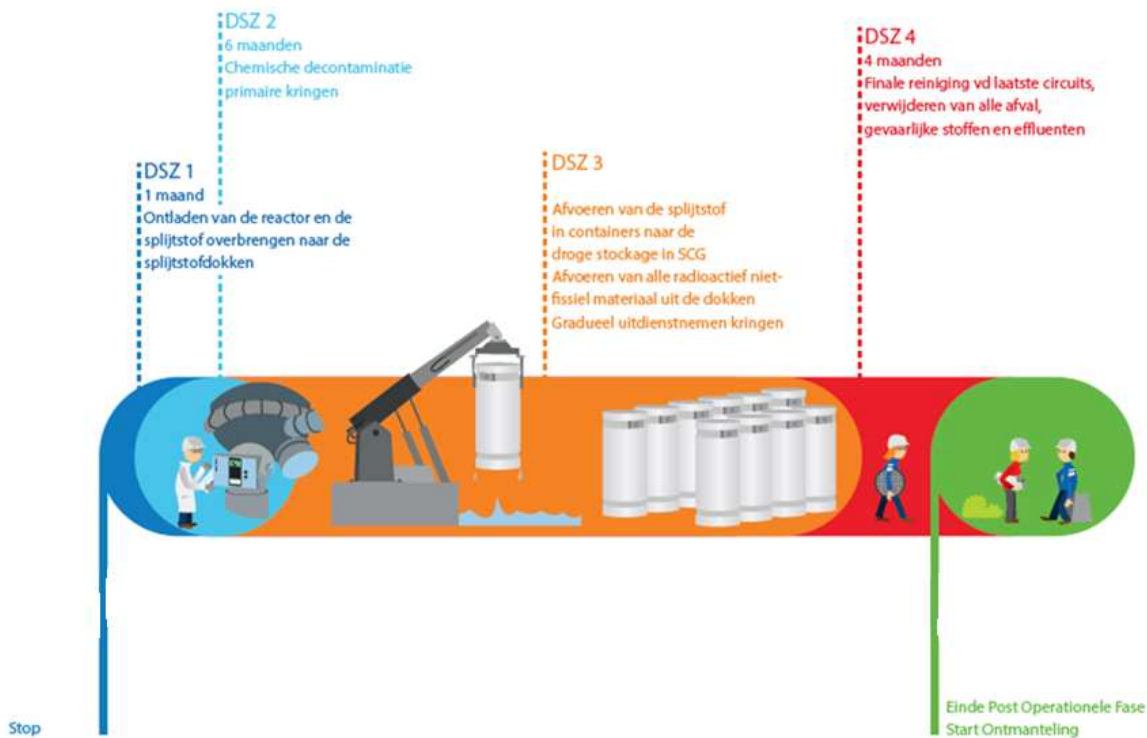 DSZ 2
6 maanden
Chemische decontaminatie
primaire kringen
DSZ 4
4 maanden
Finale reiniging vd laatste circuits,
verwijderen van alle afval,
gevaarlijke stoffen en effluenten
DSZ 1
1 maand
Ontladen van de reactor en de
splijtstof overbrengen naar de
splijtstofdokken
DSZ 3
Afvoeren van de splijtstof
in containers naar de
droge stockage in SCG
Afvoeren van alle radioactief niet-
fissiel materiaal uit de dokken
Gradueel uitdienstnemen kringen
Stop
Einde Post Operationele Fase
Start Ontmanteling